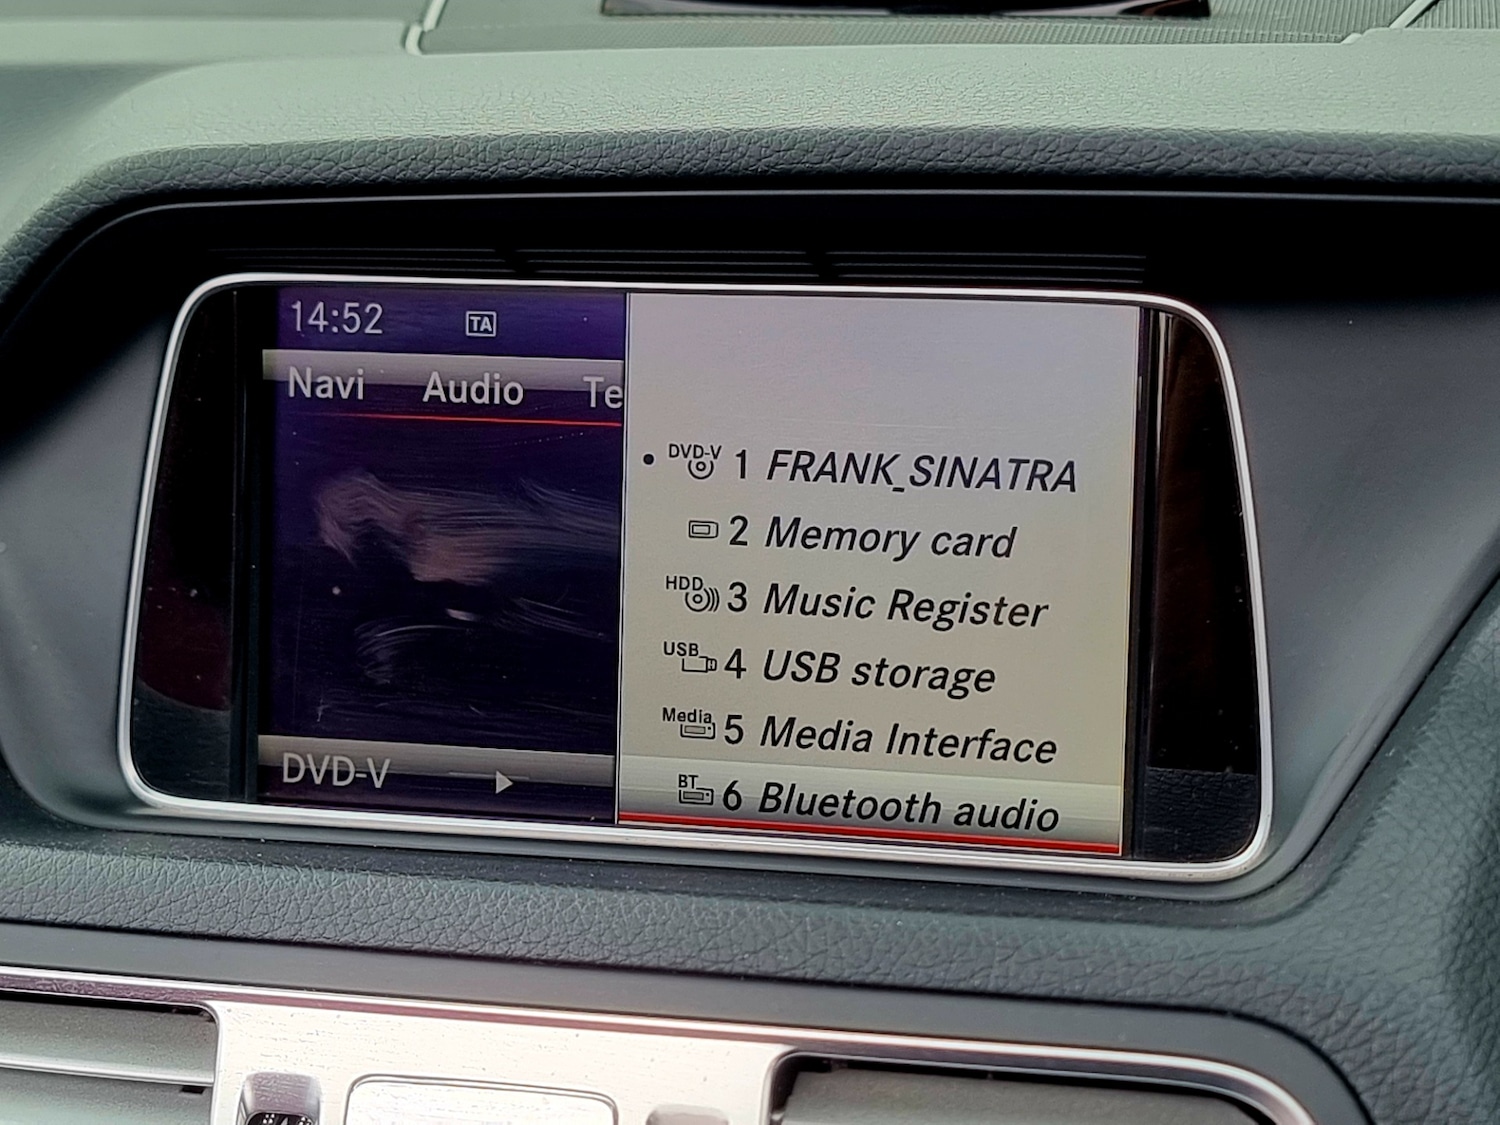 14:52 TA
Navi Audio Te
DVD-V 1 FRANK_SINATRA
2 Memory card
HDD 3 Music Register
USB 4 USB storage
Media 5 Media Interface
BT 6 Bluetooth audio
DVD-V